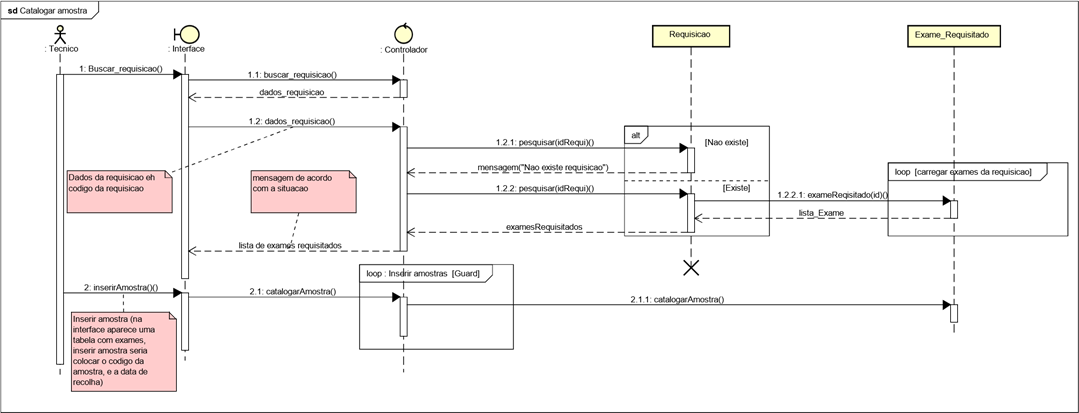 sd Catalogar amostra
: Tecnico
: Interface
: Controlador
Requisicao
Exame_Requisitado
1: Buscar_requisicao()
1.1: buscar_requisicao()
dados_requisicao
1.2: dados_requisicao()
alt
[Nao existe]
1.2.1: pesquisar(idRequi)()
mensagem("Nao existe requisicao")
Dados da requisicao eh
codigo da requisicao
mensagem de acordo
com a situacao
loop [carregar exames da requisicao]
[Existe]
1.2.2: pesquisar(idRequi)()
1.2.2.1: exameReqisitado(id)()
lista_Exame
examesRequisitados
lista de exames requisitados
loop : Inserir amostras [Guard]
2: inserirAmostra()()
2.1: catalogarAmostra()
2.1.1: catalogarAmostra()
Inserir amostra (na
interface aparece uma
tabela com exames,
inserir amostra seria
colocar o codigo da
amostra, e a data de
recolha)